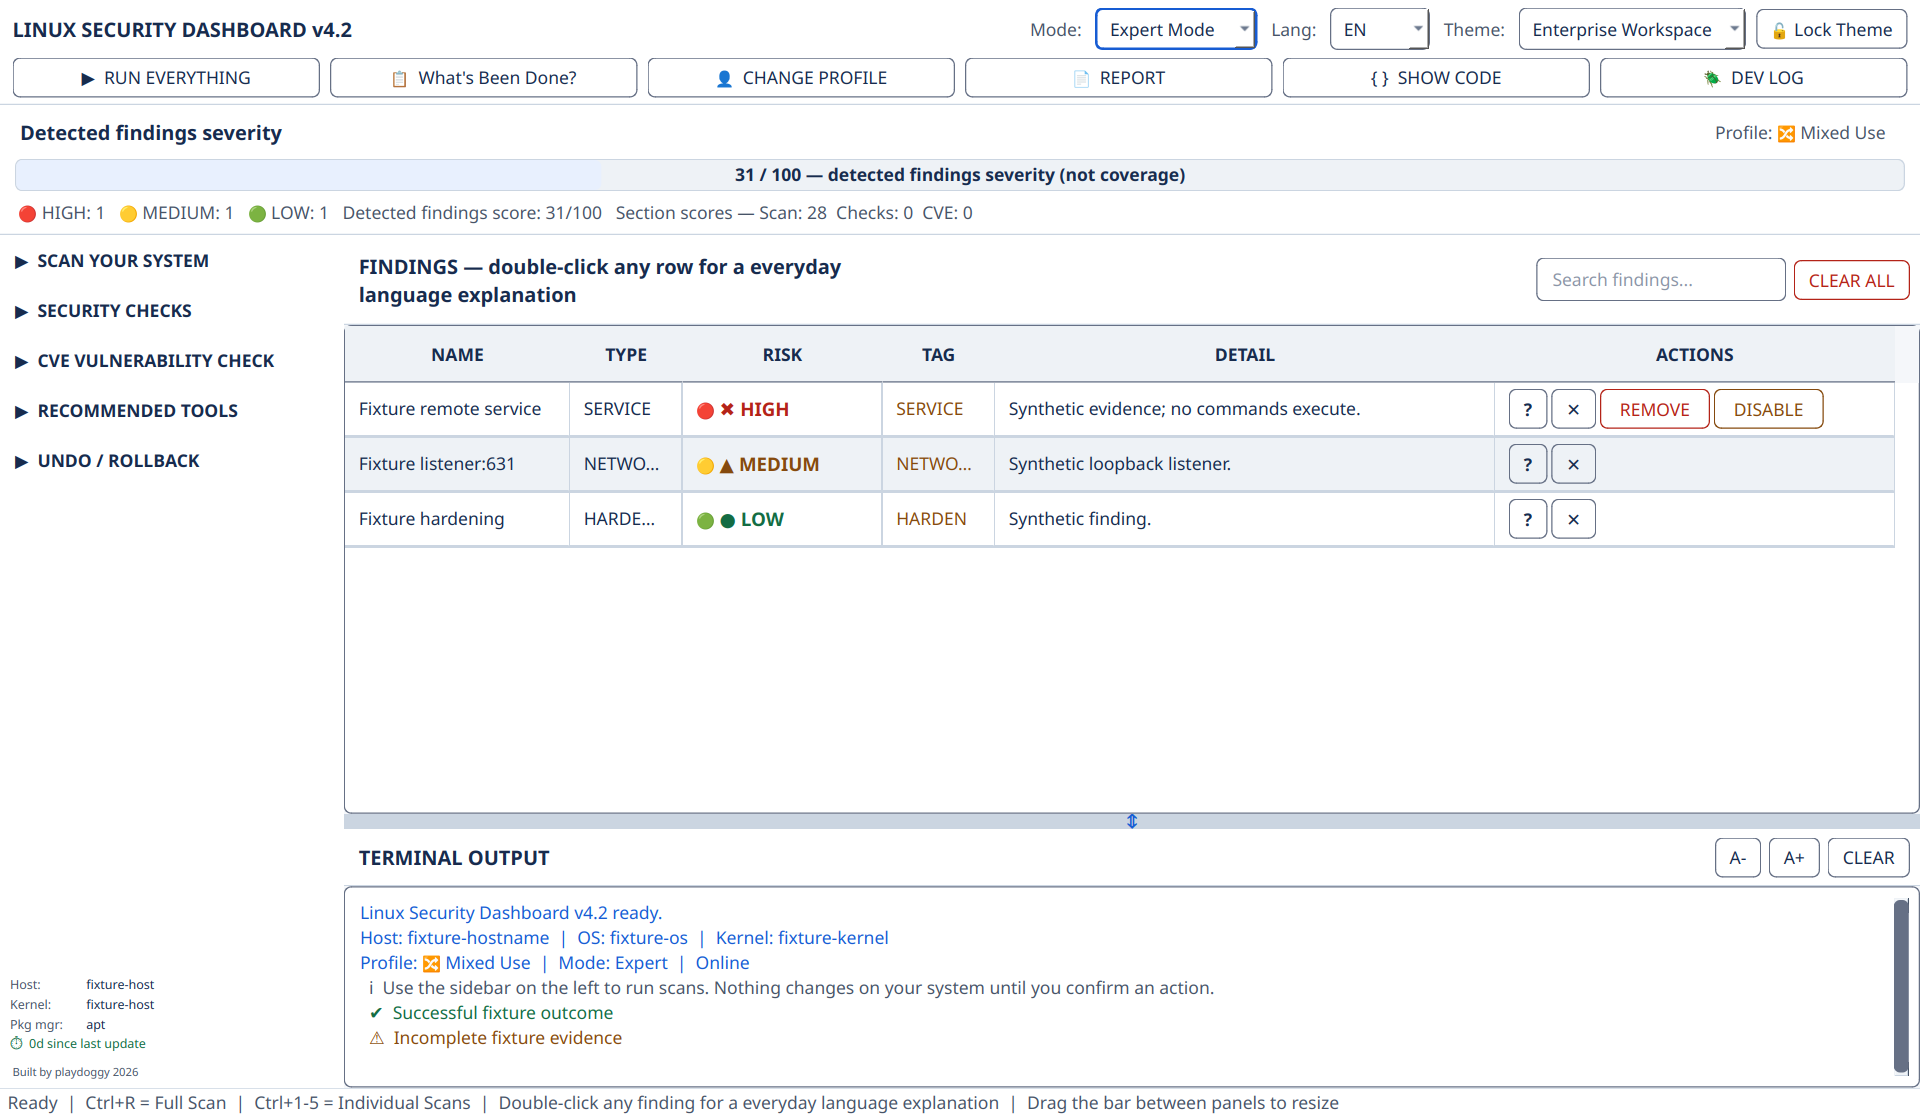 LINUX SECURITY DASHBOARD v4.2
Mode: Expert Mode Lang: EN Theme: Enterprise Workspace 🔓 Lock Theme
▶ RUN EVERYTHING 📋 What's Been Done? 👤 CHANGE PROFILE 📄 REPORT { } SHOW CODE 🪲 DEV LOG
Detected findings severity Profile: 🔀 Mixed Use
31 / 100 — detected findings severity (not coverage)
🔴 HIGH: 1 🟡 MEDIUM: 1 🟢 LOW: 1 Detected findings score: 31/100 Section scores — Scan: 28 Checks: 0 CVE: 0
▶ SCAN YOUR SYSTEM
▶ SECURITY CHECKS
▶ CVE VULNERABILITY CHECK
▶ RECOMMENDED TOOLS
▶ UNDO / ROLLBACK
FINDINGS — double-click any row for a everyday
language explanation
Search findings... CLEAR ALL
NAME TYPE RISK TAG DETAIL ACTIONS
Fixture remote service SERVICE 🔴 ✖ HIGH SERVICE Synthetic evidence; no commands execute. ? ✕ REMOVE DISABLE
Fixture listener:631 NETWO... 🟡 ▲ MEDIUM NETWO... Synthetic loopback listener. ? ✕
Fixture hardening HARDE... 🟢 ● LOW HARDEN Synthetic finding. ? ✕
⇕
TERMINAL OUTPUT A- A+ CLEAR
Linux Security Dashboard v4.2 ready.
Host: fixture-hostname | OS: fixture-os | Kernel: fixture-kernel
Profile: 🔀 Mixed Use | Mode: Expert | Online
i Use the sidebar on the left to run scans. Nothing changes on your system until you confirm an action.
✔ Successful fixture outcome
⚠ Incomplete fixture evidence
Host: fixture-host
Kernel: fixture-host
Pkg mgr: apt
⏱ 0d since last update
Built by playdoggy 2026
Ready | Ctrl+R = Full Scan | Ctrl+1-5 = Individual Scans | Double-click any finding for a everyday language explanation | Drag the bar between panels to resize